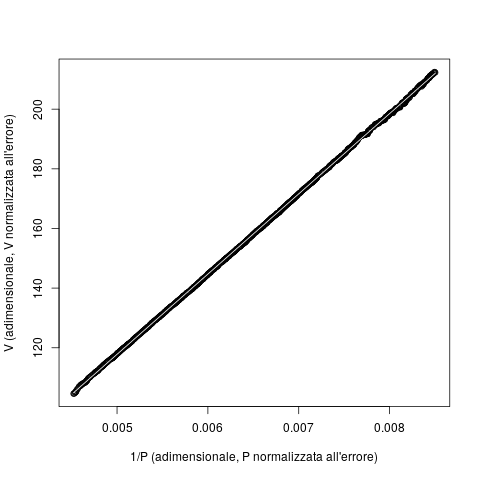 V (adimensionale, V normalizzata all'errore)
200
180
160
140
120
0.005 0.006 0.007 0.008
1/P (adimensionale, P normalizzata all'errore)